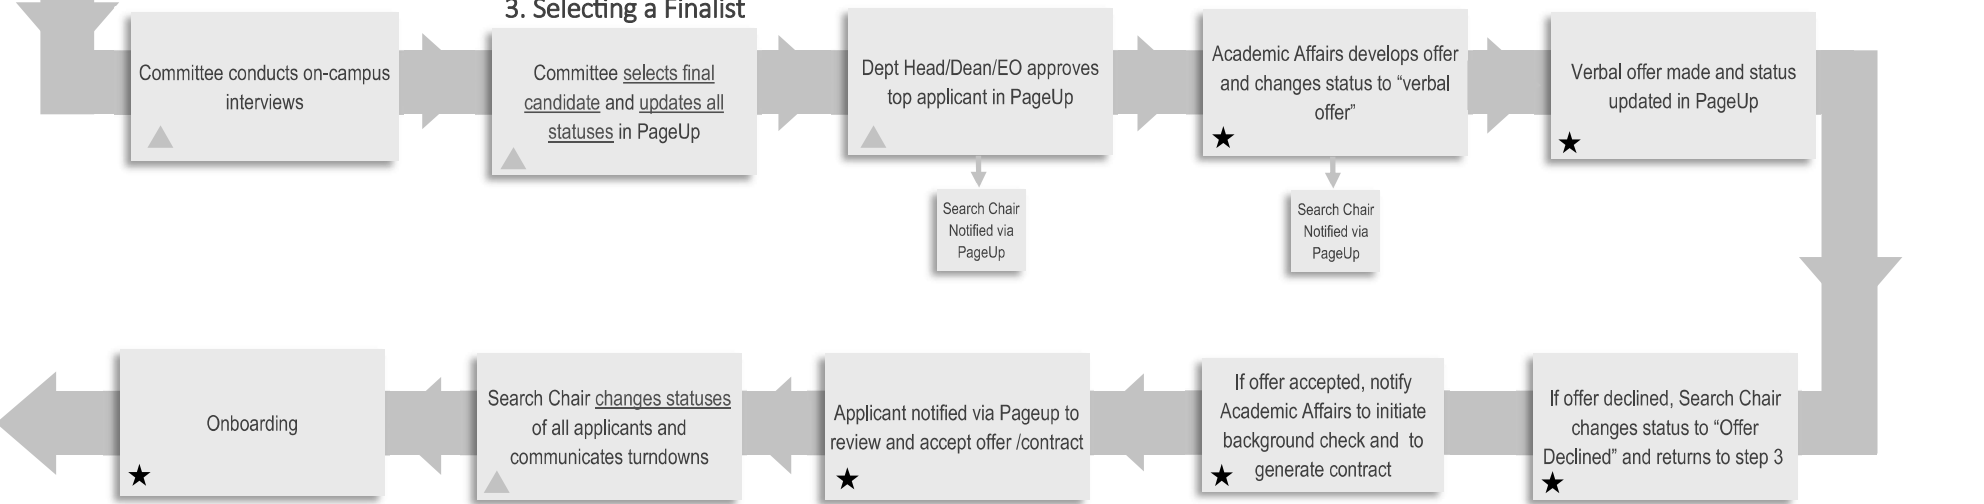 3. Selecting a Finalist
Committee conducts on-campus
interviews
Committee selects final
candidate and updates all
statuses in PageUp
Dept Head/Dean/EO approves
top applicant in PageUp
Academic Affairs develops offer
and changes status to “verbal
offer”
Verbal offer made and status
updated in PageUp
Search Chair
Notified via
PageUp
Search Chair
Notified via
PageUp
If offer declined, Search Chair
changes status to “Offer
Declined” and returns to step 3
If offer accepted, notify
Academic Affairs to initiate
background check and to
generate contract
Applicant notified via Pageup to
review and accept offer /contract
Search Chair changes statuses
of all applicants and
communicates turndowns
Onboarding